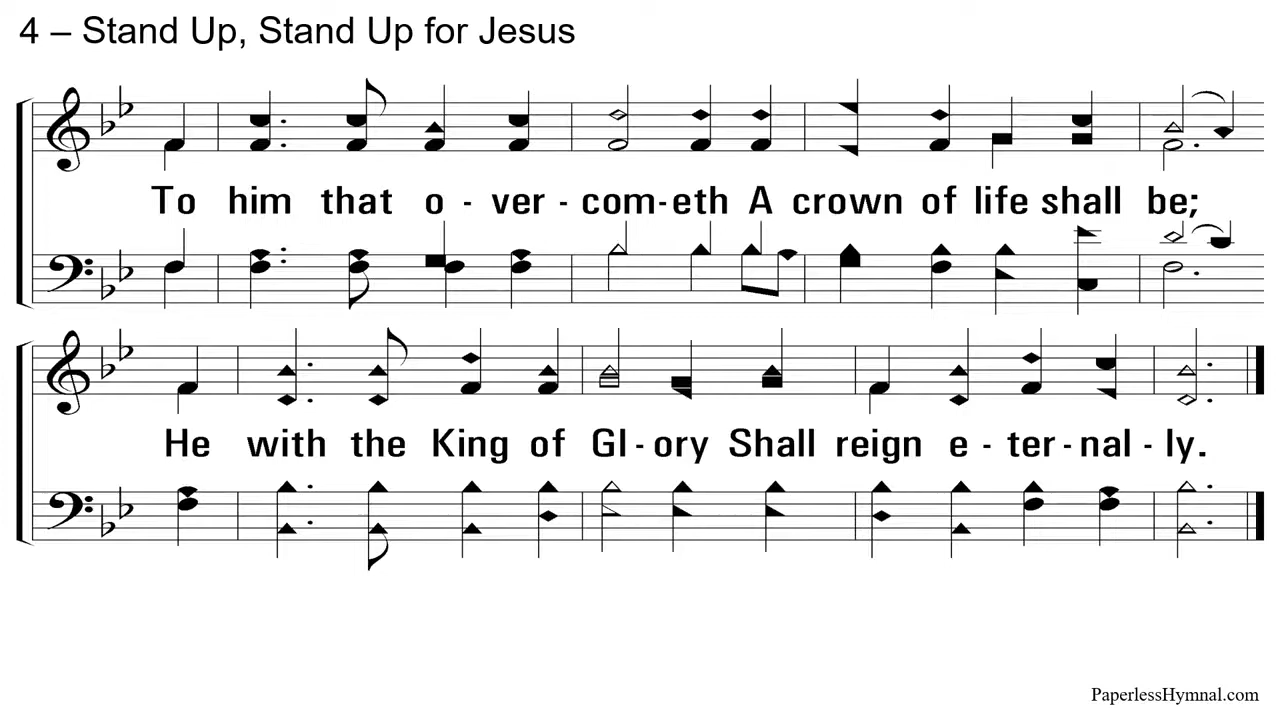 4 – Stand Up, Stand Up for Jesus
To him that o - ver - com-eth A crown of life shall be;
He with the King of Gl - ory Shall reign e - ter - nal - ly.
PaperlessHymnal.com